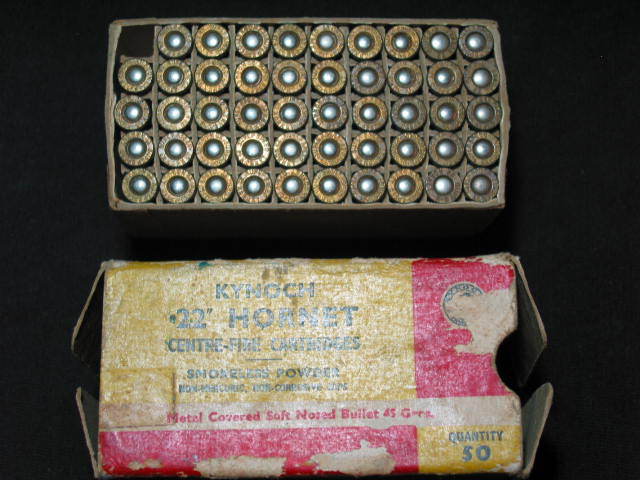 KYNOCH
·22" HORNET
CENTRE-FIRE CARTRIDGES
SMOKELESS POWDER
NON-MERCURIC, NON-CORROSIVE CAPS
Metal Covered Soft Nosed Bullet 45 Grs.
QUANTITY
50